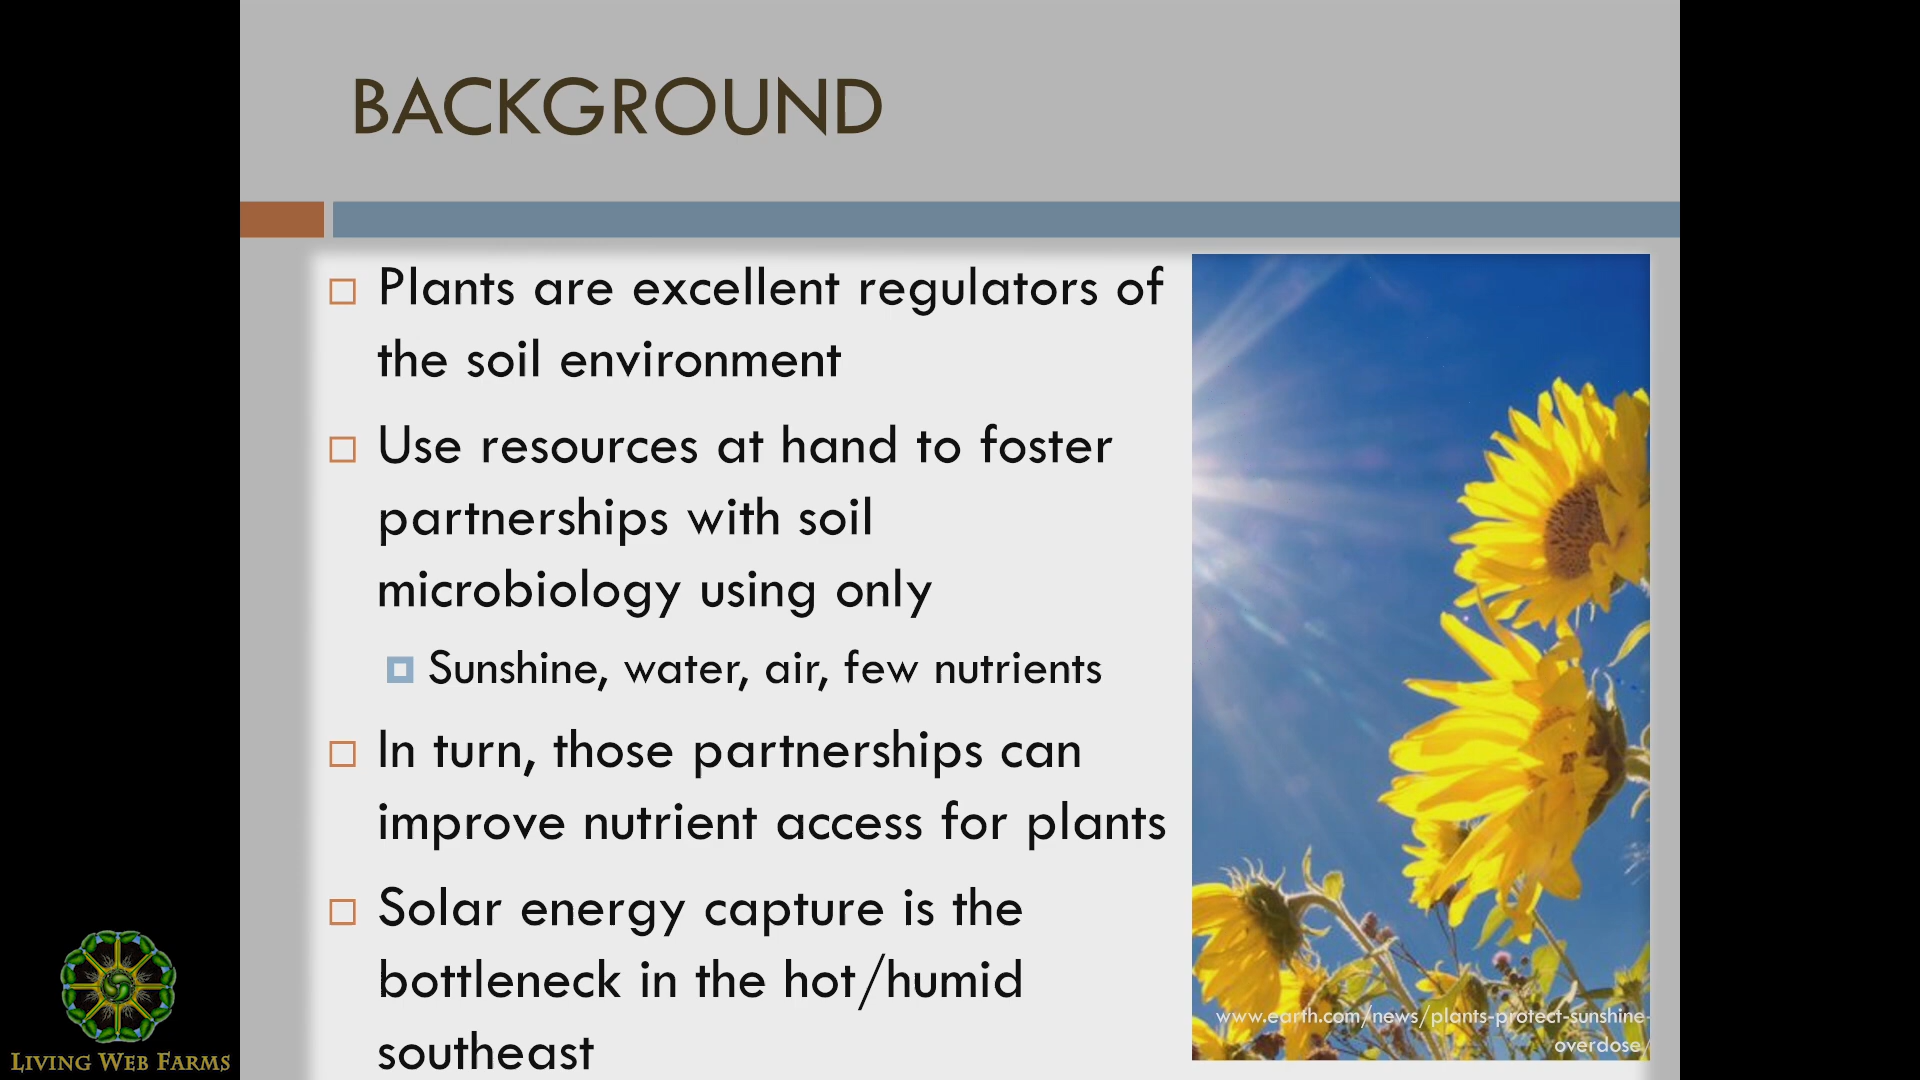 BACKGROUND
Plants are excellent regulators of
the soil environment
Use resources at hand to foster
partnerships with soil
microbiology using only
Sunshine, water, air, few nutrients
In turn, those partnerships can
improve nutrient access for plants
Solar energy capture is the
bottleneck in the hot/humid
southeast
www.earth.com/news/plants-protect-sunshine-
overdose/
LIVING WEB FARMS